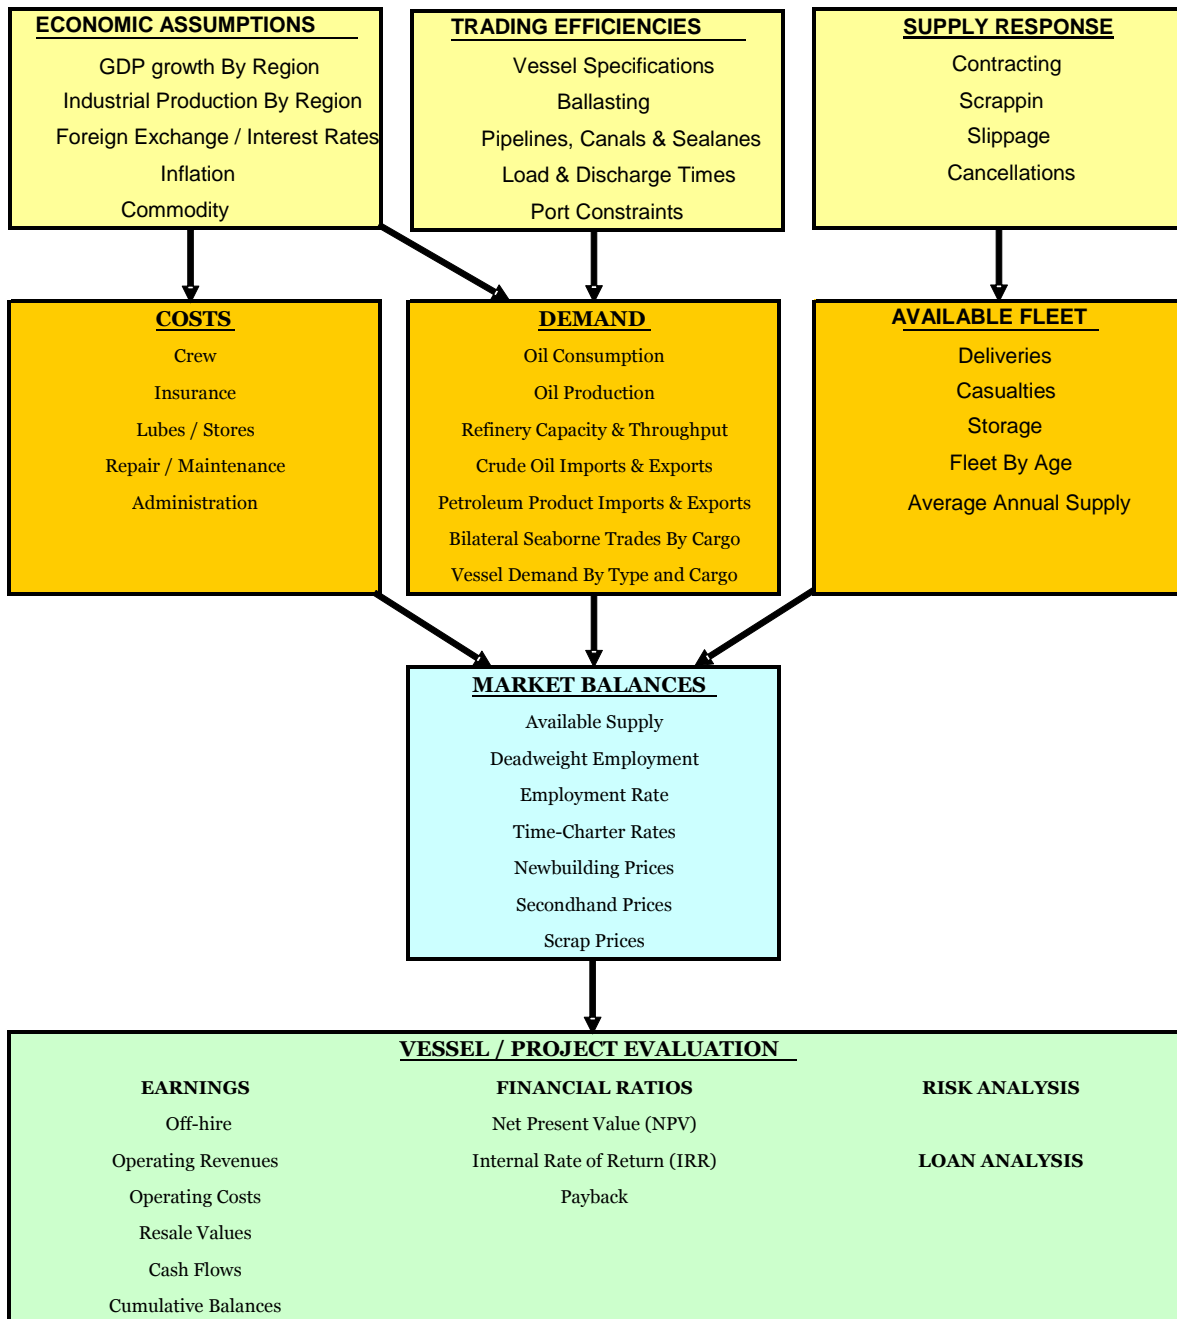 ECONOMIC ASSUMPTIONS
GDP growth By Region
Industrial Production By Region
Foreign Exchange / Interest Rates
Inflation
Commodity
TRADING EFFICIENCIES
Vessel Specifications
Ballasting
Pipelines, Canals & Sealanes
Load & Discharge Times
Port Constraints
SUPPLY RESPONSE
Contracting
Scrappin
Slippage
Cancellations
COSTS
Crew
Insurance
Lubes / Stores
Repair / Maintenance
Administration
DEMAND
Oil Consumption
Oil Production
Refinery Capacity & Throughput
Crude Oil Imports & Exports
Petroleum Product Imports & Exports
Bilateral Seaborne Trades By Cargo
Vessel Demand By Type and Cargo
AVAILABLE FLEET
Deliveries
Casualties
Storage
Fleet By Age
Average Annual Supply
MARKET BALANCES
Available Supply
Deadweight Employment
Employment Rate
Time-Charter Rates
Newbuilding Prices
Secondhand Prices
Scrap Prices
VESSEL / PROJECT EVALUATION
EARNINGS
Off-hire
Operating Revenues
Operating Costs
Resale Values
Cash Flows
Cumulative Balances
FINANCIAL RATIOS
Net Present Value (NPV)
Internal Rate of Return (IRR)
Payback
RISK ANALYSIS
LOAN ANALYSIS